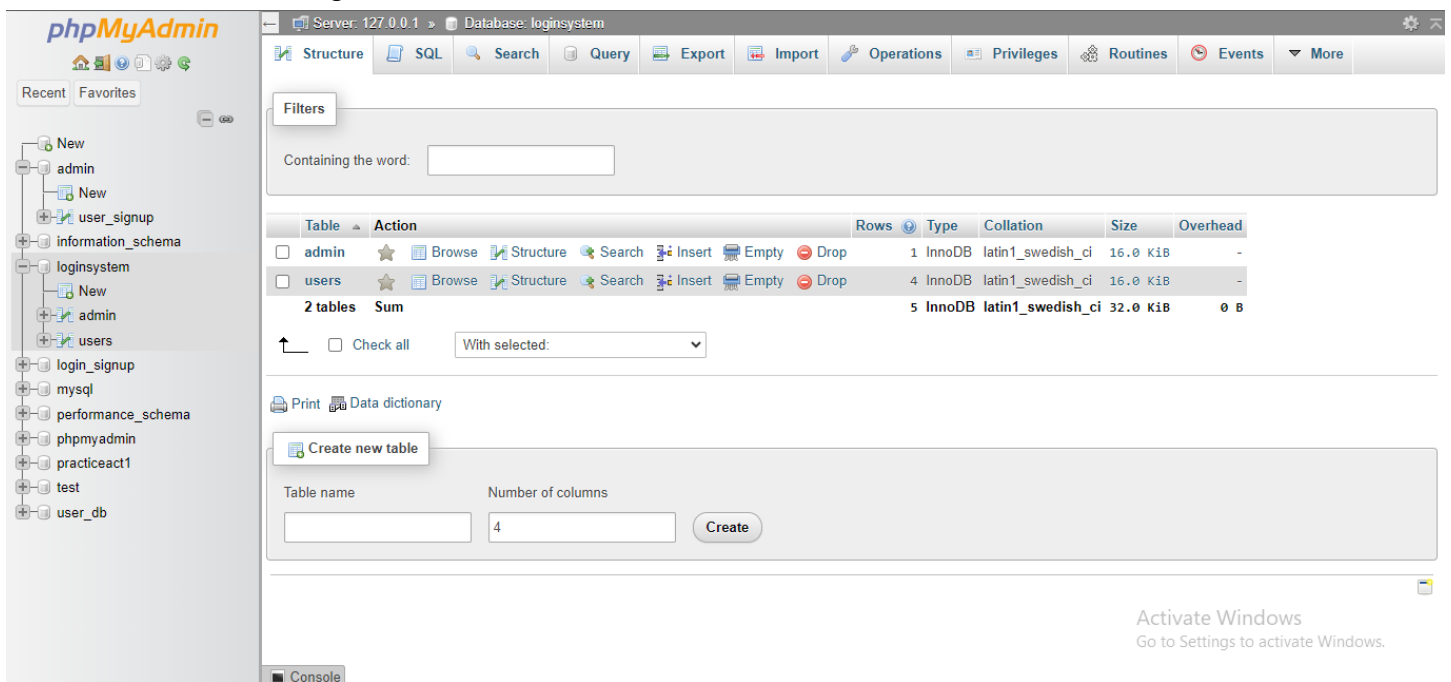 phpMyAdmin
Recent Favorites
New
admin
New
user_signup
information_schema
loginsystem
New
admin
users
login_signup
mysql
performance_schema
phpmyadmin
practiceact1
test
user_db
Server: 127.0.0.1 » Database: loginsystem
Structure SQL Search Query Export Import Operations Privileges Routines Events More
Filters
Containing the word:
Table Action Rows Type Collation Size Overhead
admin Browse Structure Search Insert Empty Drop 1 InnoDB latin1_swedish_ci 16.0 KiB -
users Browse Structure Search Insert Empty Drop 4 InnoDB latin1_swedish_ci 16.0 KiB -
2 tables Sum 5 InnoDB latin1_swedish_ci 32.0 KiB 0 B
Check all With selected:
Print Data dictionary
Create new table
Table name Number of columns
4 Create
Activate Windows
Go to Settings to activate Windows.
Console